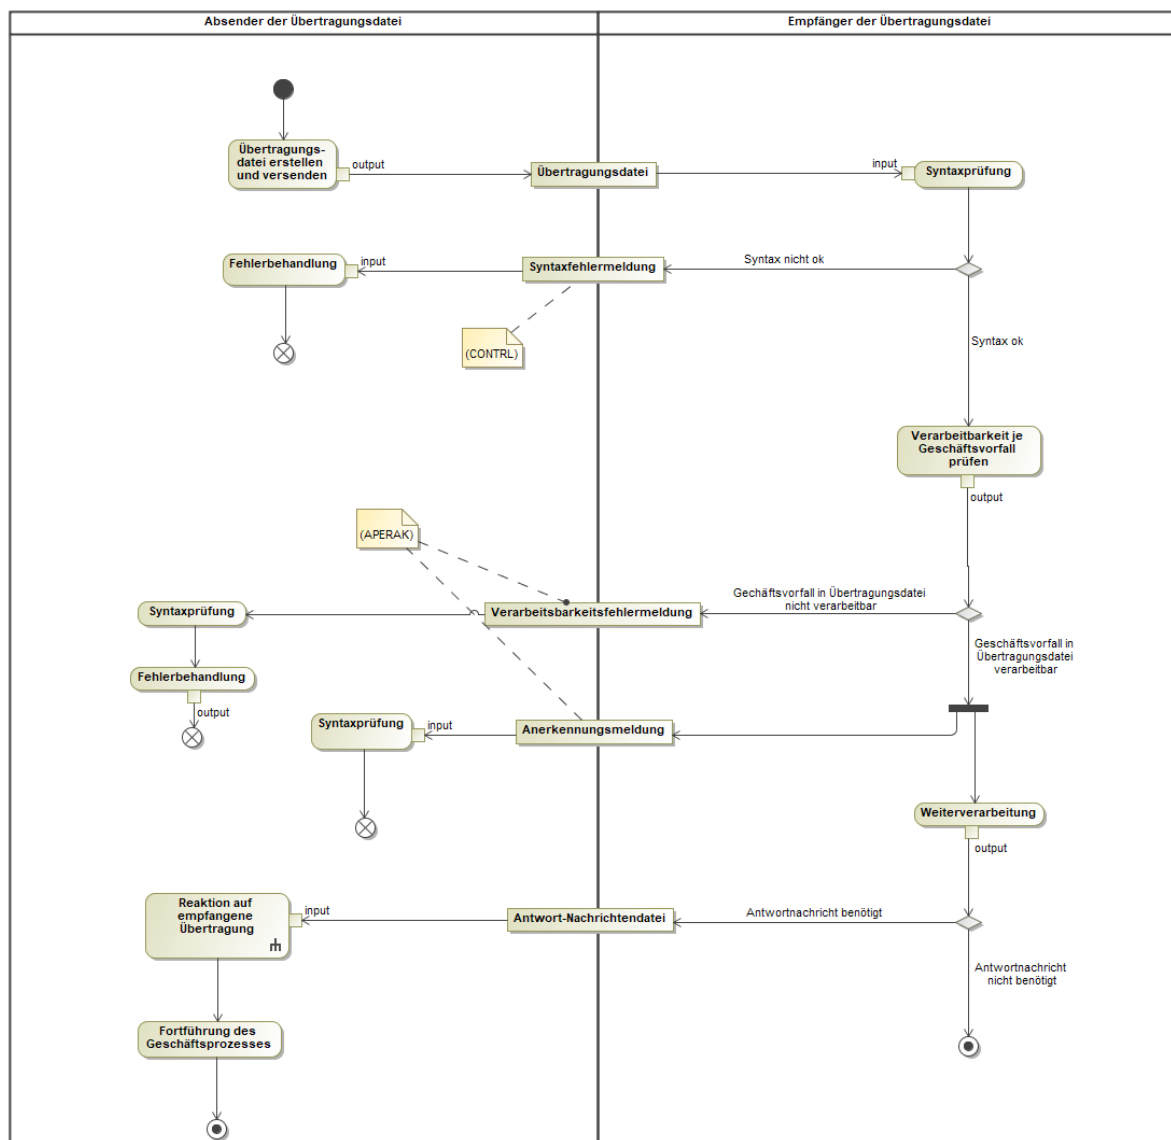 Absender der Übertragungsdatei
Empfänger der Übertragungsdatei
Übertragungs-
datei erstellen
und versenden
output
Übertragungsdatei
input
Syntaxprüfung
Fehlerbehandlung
input
Syntaxfehlermeldung
Syntax nicht ok
(CONTRL)
Syntax ok
Verarbeitbarkeit je
Geschäftsvorfall
prüfen
output
(APERAK)
Syntaxprüfung
Verarbeitsbarkeitsfehlermeldung
Gechäftsvorfall in Übertragungsdatei
nicht verarbeitbar
Geschäftsvorfall in
Übertragungsdatei
verarbeitbar
Fehlerbehandlung
output
Syntaxprüfung
input
Anerkennungsmeldung
Weiterverarbeitung
output
Reaktion auf
empfangene
Übertragung
input
Antwort-Nachrichtendatei
Antwortnachricht benötigt
Antwortnachricht
nicht benötigt
Fortführung des
Geschäftsprozesses